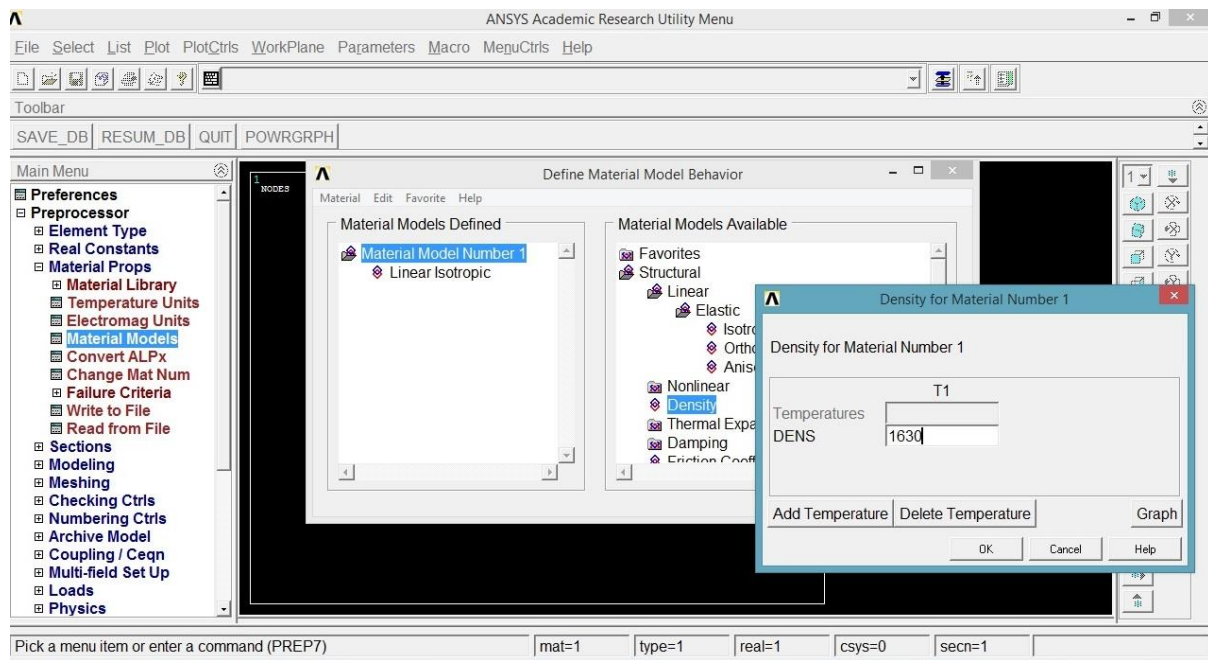 ANSYS Academic Research Utility Menu
File Select List Plot PlotCtrls WorkPlane Parameters Macro MenuCtrls Help
Toolbar
SAVE_DB RESUM_DB QUIT POWRGRPH
Main Menu
Preferences
Preprocessor
Element Type
Real Constants
Material Props
Material Library
Temperature Units
Electromag Units
Material Models
Convert ALPx
Change Mat Num
Failure Criteria
Write to File
Read from File
Sections
Modeling
Meshing
Checking Ctrls
Numbering Ctrls
Archive Model
Coupling / Ceqn
Multi-field Set Up
Loads
Physics
1
NODES
Define Material Model Behavior
Material Edit Favorite Help
Material Models Defined
Material Model Number 1
Linear Isotropic
Material Models Available
Favorites
Structural
Linear
Elastic
Isotro
Ortho
Aniso
Nonlinear
Density
Thermal Expa
Damping
Friction Coeff
Density for Material Number 1
Density for Material Number 1
T1
Temperatures
DENS 1630
Add Temperature Delete Temperature Graph
OK Cancel Help
1
Pick a menu item or enter a command (PREP7) mat=1 type=1 real=1 csys=0 secn=1